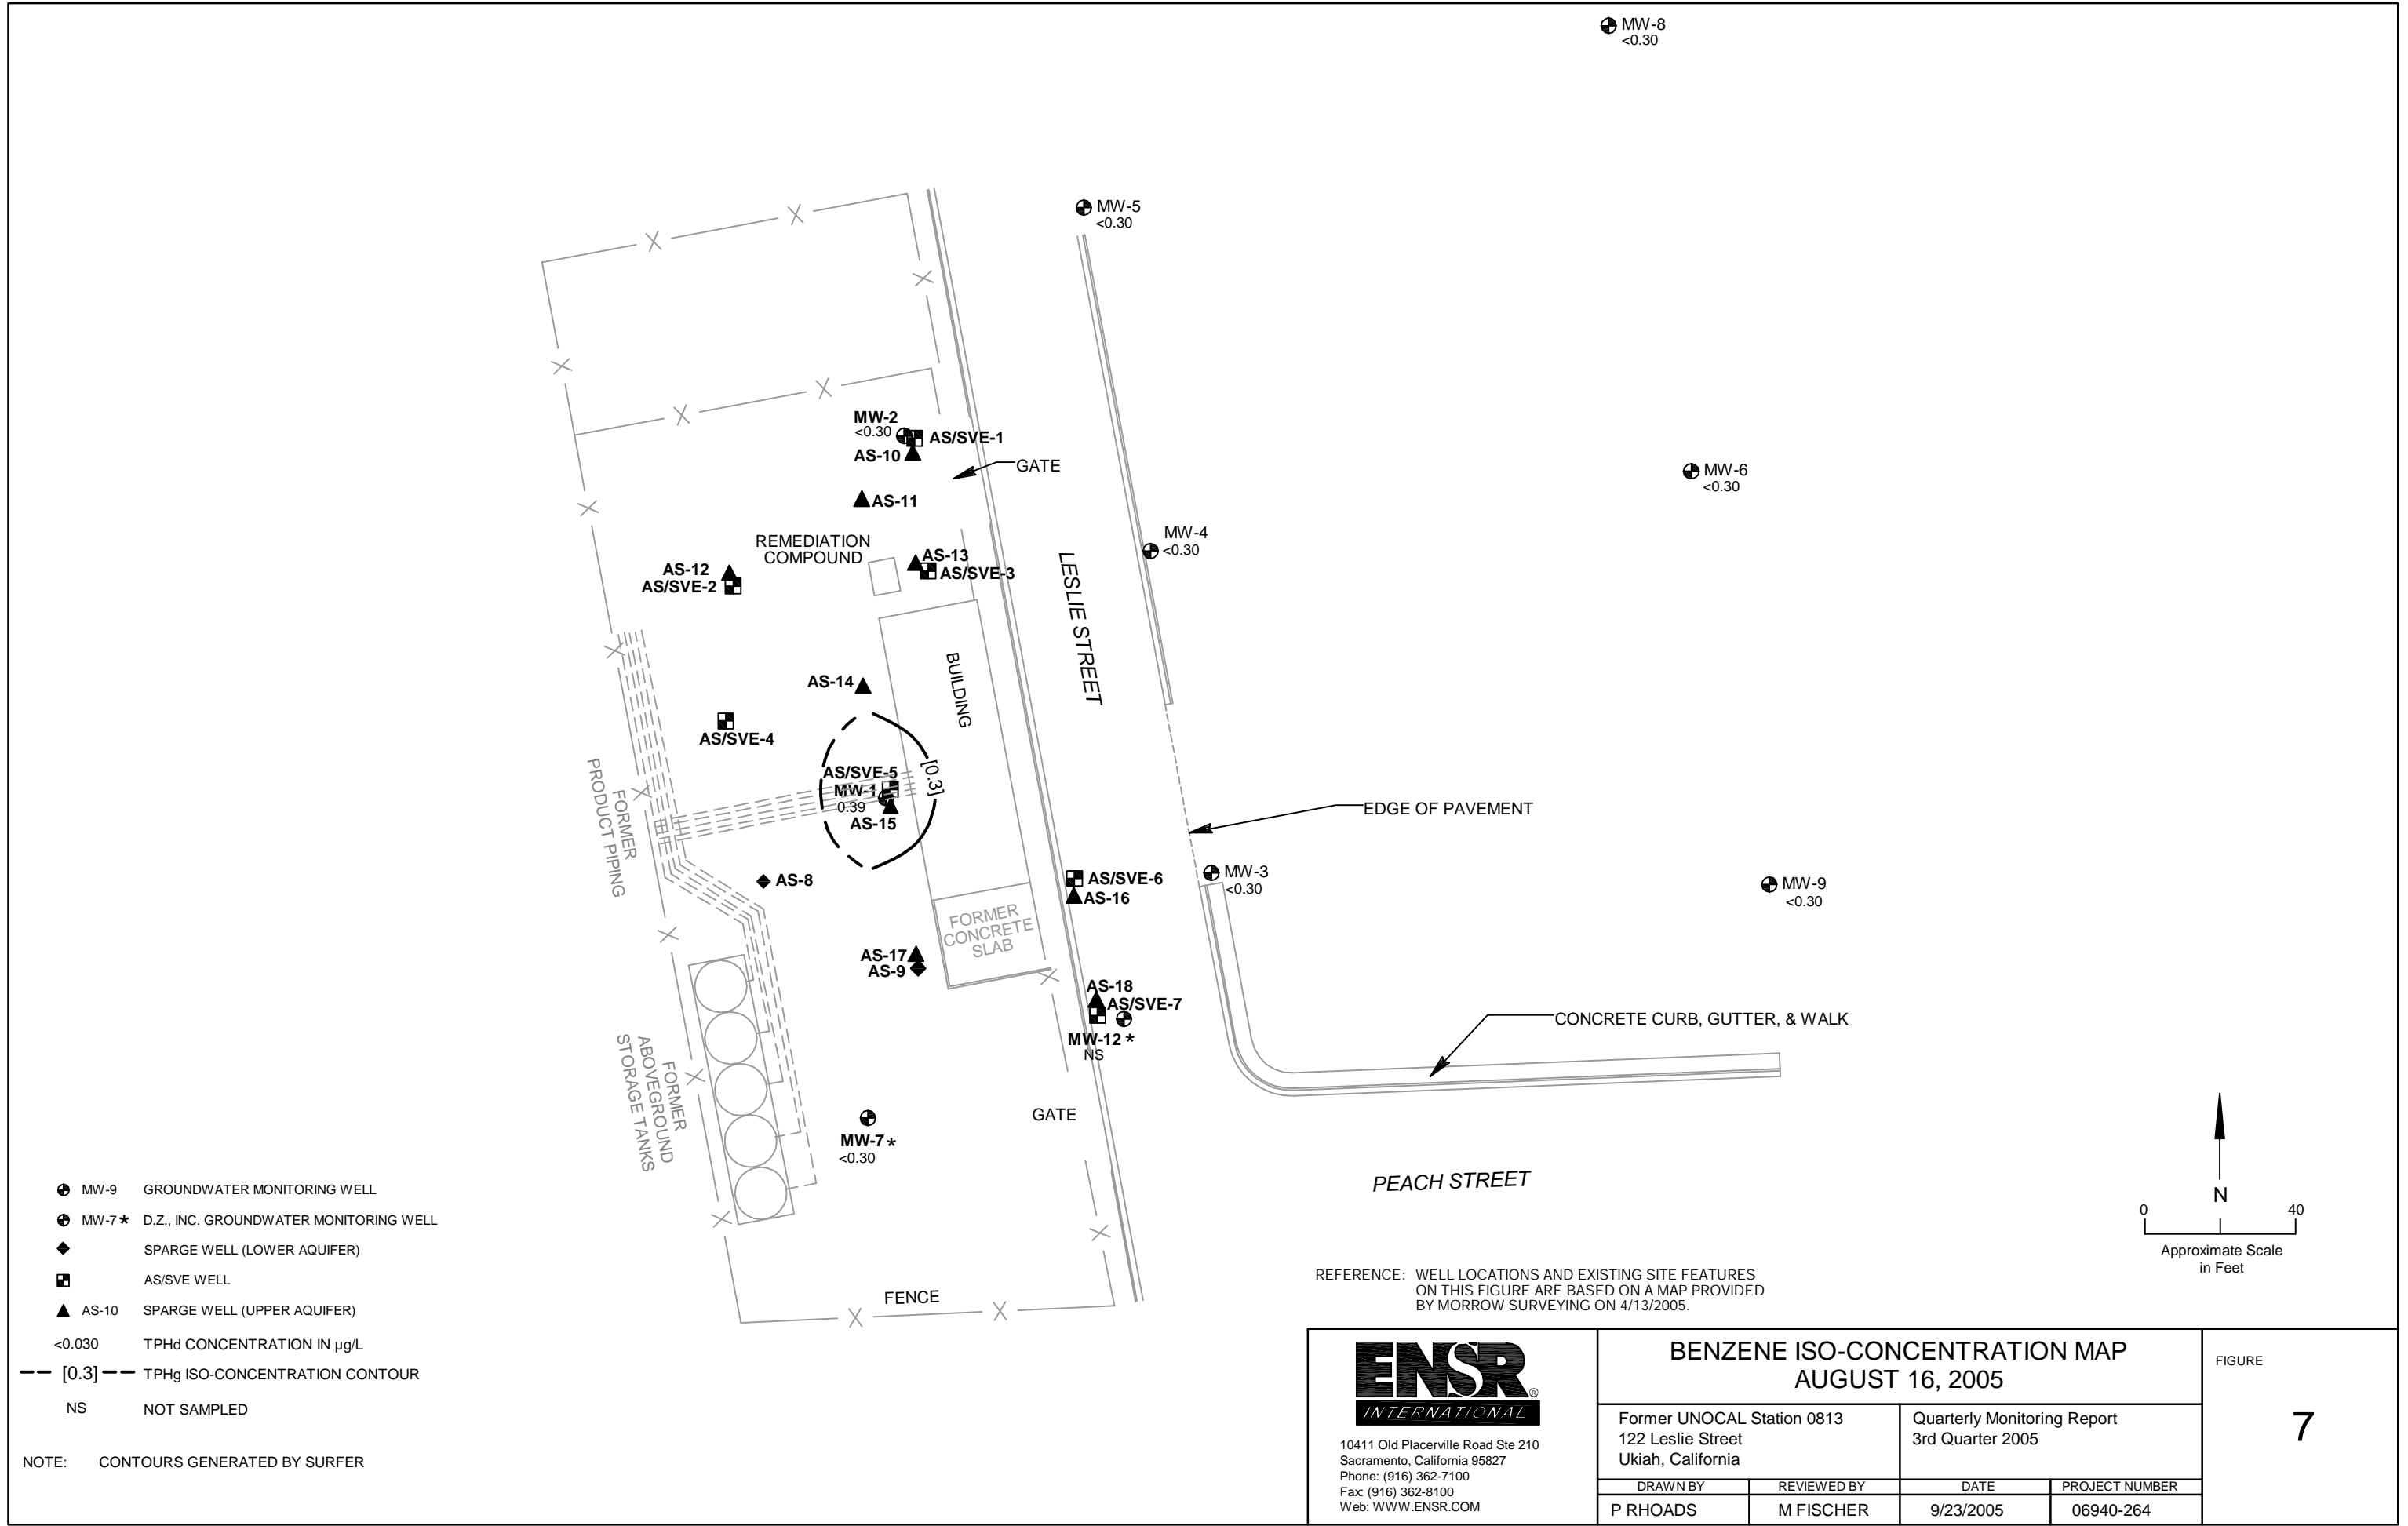 MW-8
<0.30
MW-5
<0.30
MW-2
<0.30
AS/SVE-1
AS-10
GATE
AS-11
MW-6
<0.30
MW-4
<0.30
REMEDIATION
COMPOUND
AS-13
AS/SVE-3
AS-12
AS/SVE-2
LESLIE STREET
BUILDING
AS-14
AS/SVE-4
FORMER
PRODUCT PIPING
AS/SVE-5
MW-1
0.39
AS-15
[0.3]
EDGE OF PAVEMENT
AS-8
AS/SVE-6
AS-16
MW-3
<0.30
MW-9
<0.30
FORMER
CONCRETE
SLAB
AS-17
AS-9
AS-18
AS/SVE-7
MW-12 *
NS
CONCRETE CURB, GUTTER, & WALK
FORMER
ABOVEGROUND
STORAGE TANKS
GATE
MW-7 *
<0.30
PEACH STREET
FENCE
MW-9 GROUNDWATER MONITORING WELL
MW-7 * D.Z., INC. GROUNDWATER MONITORING WELL
SPARGE WELL (LOWER AQUIFER)
AS/SVE WELL
AS-10 SPARGE WELL (UPPER AQUIFER)
<0.030 TPHd CONCENTRATION IN µg/L
[0.3] TPHg ISO-CONCENTRATION CONTOUR
NS NOT SAMPLED
NOTE: CONTOURS GENERATED BY SURFER
N
0 40
Approximate Scale
in Feet
REFERENCE: WELL LOCATIONS AND EXISTING SITE FEATURES
ON THIS FIGURE ARE BASED ON A MAP PROVIDED
BY MORROW SURVEYING ON 4/13/2005.
ENSR ®
INTERNATIONAL
10411 Old Placerville Road Ste 210
Sacramento, California 95827
Phone: (916) 362-7100
Fax: (916) 362-8100
Web: WWW.ENSR.COM
BENZENE ISO-CONCENTRATION MAP
AUGUST 16, 2005
Former UNOCAL Station 0813
122 Leslie Street
Ukiah, California
Quarterly Monitoring Report
3rd Quarter 2005
DRAWN BY REVIEWED BY DATE PROJECT NUMBER
P RHOADS M FISCHER 9/23/2005 06940-264
FIGURE
7